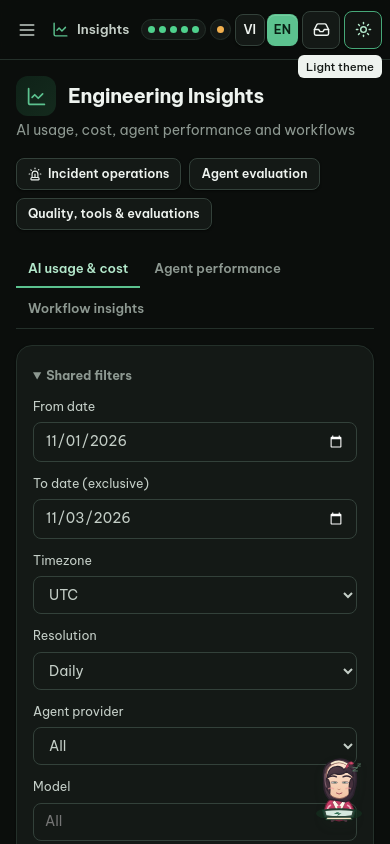 Insights
VI
EN
Light theme
Engineering Insights
AI usage, cost, agent performance and workflows
Incident operations
Agent evaluation
Quality, tools & evaluations
AI usage & cost
Agent performance
Workflow insights
▼ Shared filters
From date
11/01/2026
To date (exclusive)
11/03/2026
Timezone
UTC
Resolution
Daily
Agent provider
All
Model
All